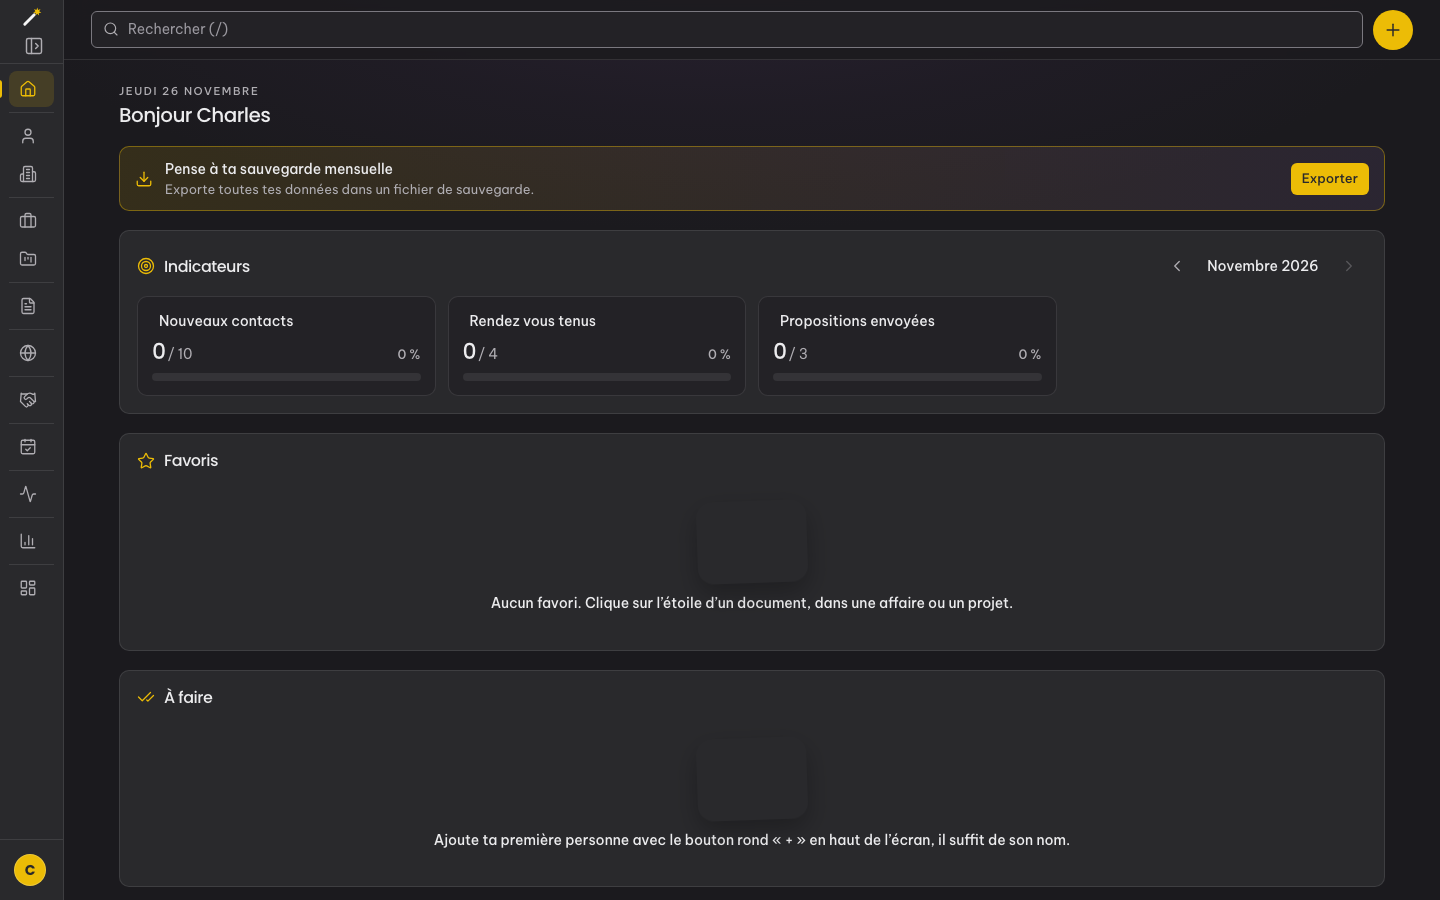 Rechercher (/)
JEUDI 26 NOVEMBRE
Bonjour Charles
Pense à ta sauvegarde mensuelle
Exporte toutes tes données dans un fichier de sauvegarde.
Exporter
Indicateurs
Novembre 2026
Nouveaux contacts
0 / 10
0 %
Rendez vous tenus
0 / 4
0 %
Propositions envoyées
0 / 3
0 %
Favoris
Aucun favori. Clique sur l’étoile d’un document, dans une affaire ou un projet.
À faire
Ajoute ta première personne avec le bouton rond « + » en haut de l’écran, il suffit de son nom.
C